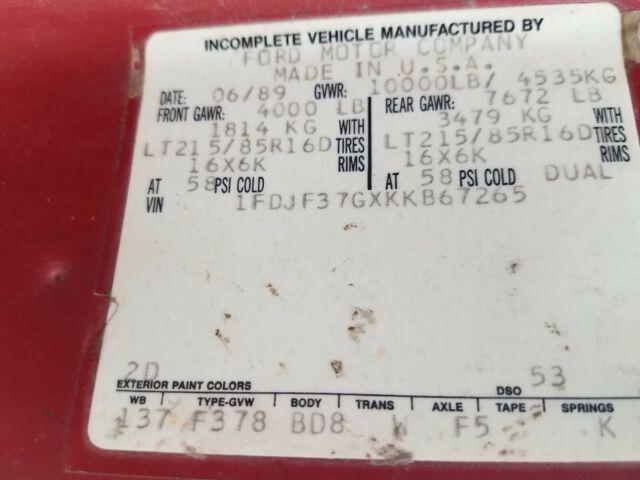 INCOMPLETE VEHICLE MANUFACTURED BY
FORD MOTOR COMPANY
MADE IN U.S.A.
DATE: 06/89 GVWR: 10000LB/ 4535KG
FRONT GAWR: 4000 LB REAR GAWR: 7672 LB
1814 KG WITH 3479 KG WITH
LT215/85R16D TIRES LT215/85R16D TIRES
16X6K RIMS 16X6K RIMS
AT 58 PSI COLD AT 58 PSI COLD DUAL
VIN 1FDJF37GXKKB67265
2D 53
EXTERIOR PAINT COLORS DSO
WB TYPE-GVW BODY TRANS AXLE TAPE SPRINGS
137 F378 BD8 W F5 K